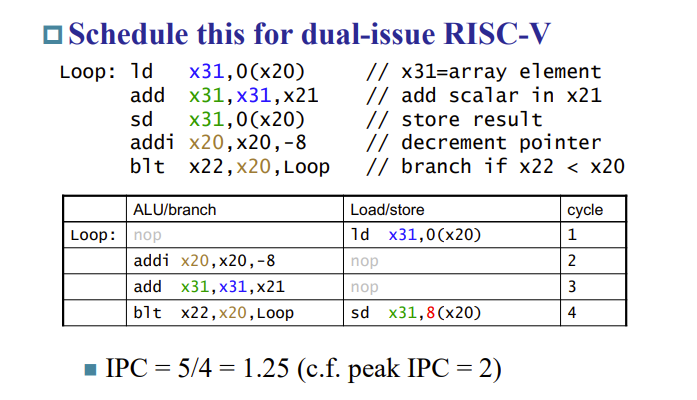 Schedule this for dual-issue RISC-V
Loop: ld x31,0(x20) // x31=array element
add x31,x31,x21 // add scalar in x21
sd x31,0(x20) // store result
addi x20,x20,-8 // decrement pointer
blt x22,x20,Loop // branch if x22 < x20
ALU/branch Load/store cycle
Loop: nop ld x31,0(x20) 1
addi x20,x20,-8 nop 2
add x31,x31,x21 nop 3
blt x22,x20,Loop sd x31,8(x20) 4
IPC = 5/4 = 1.25 (c.f. peak IPC = 2)